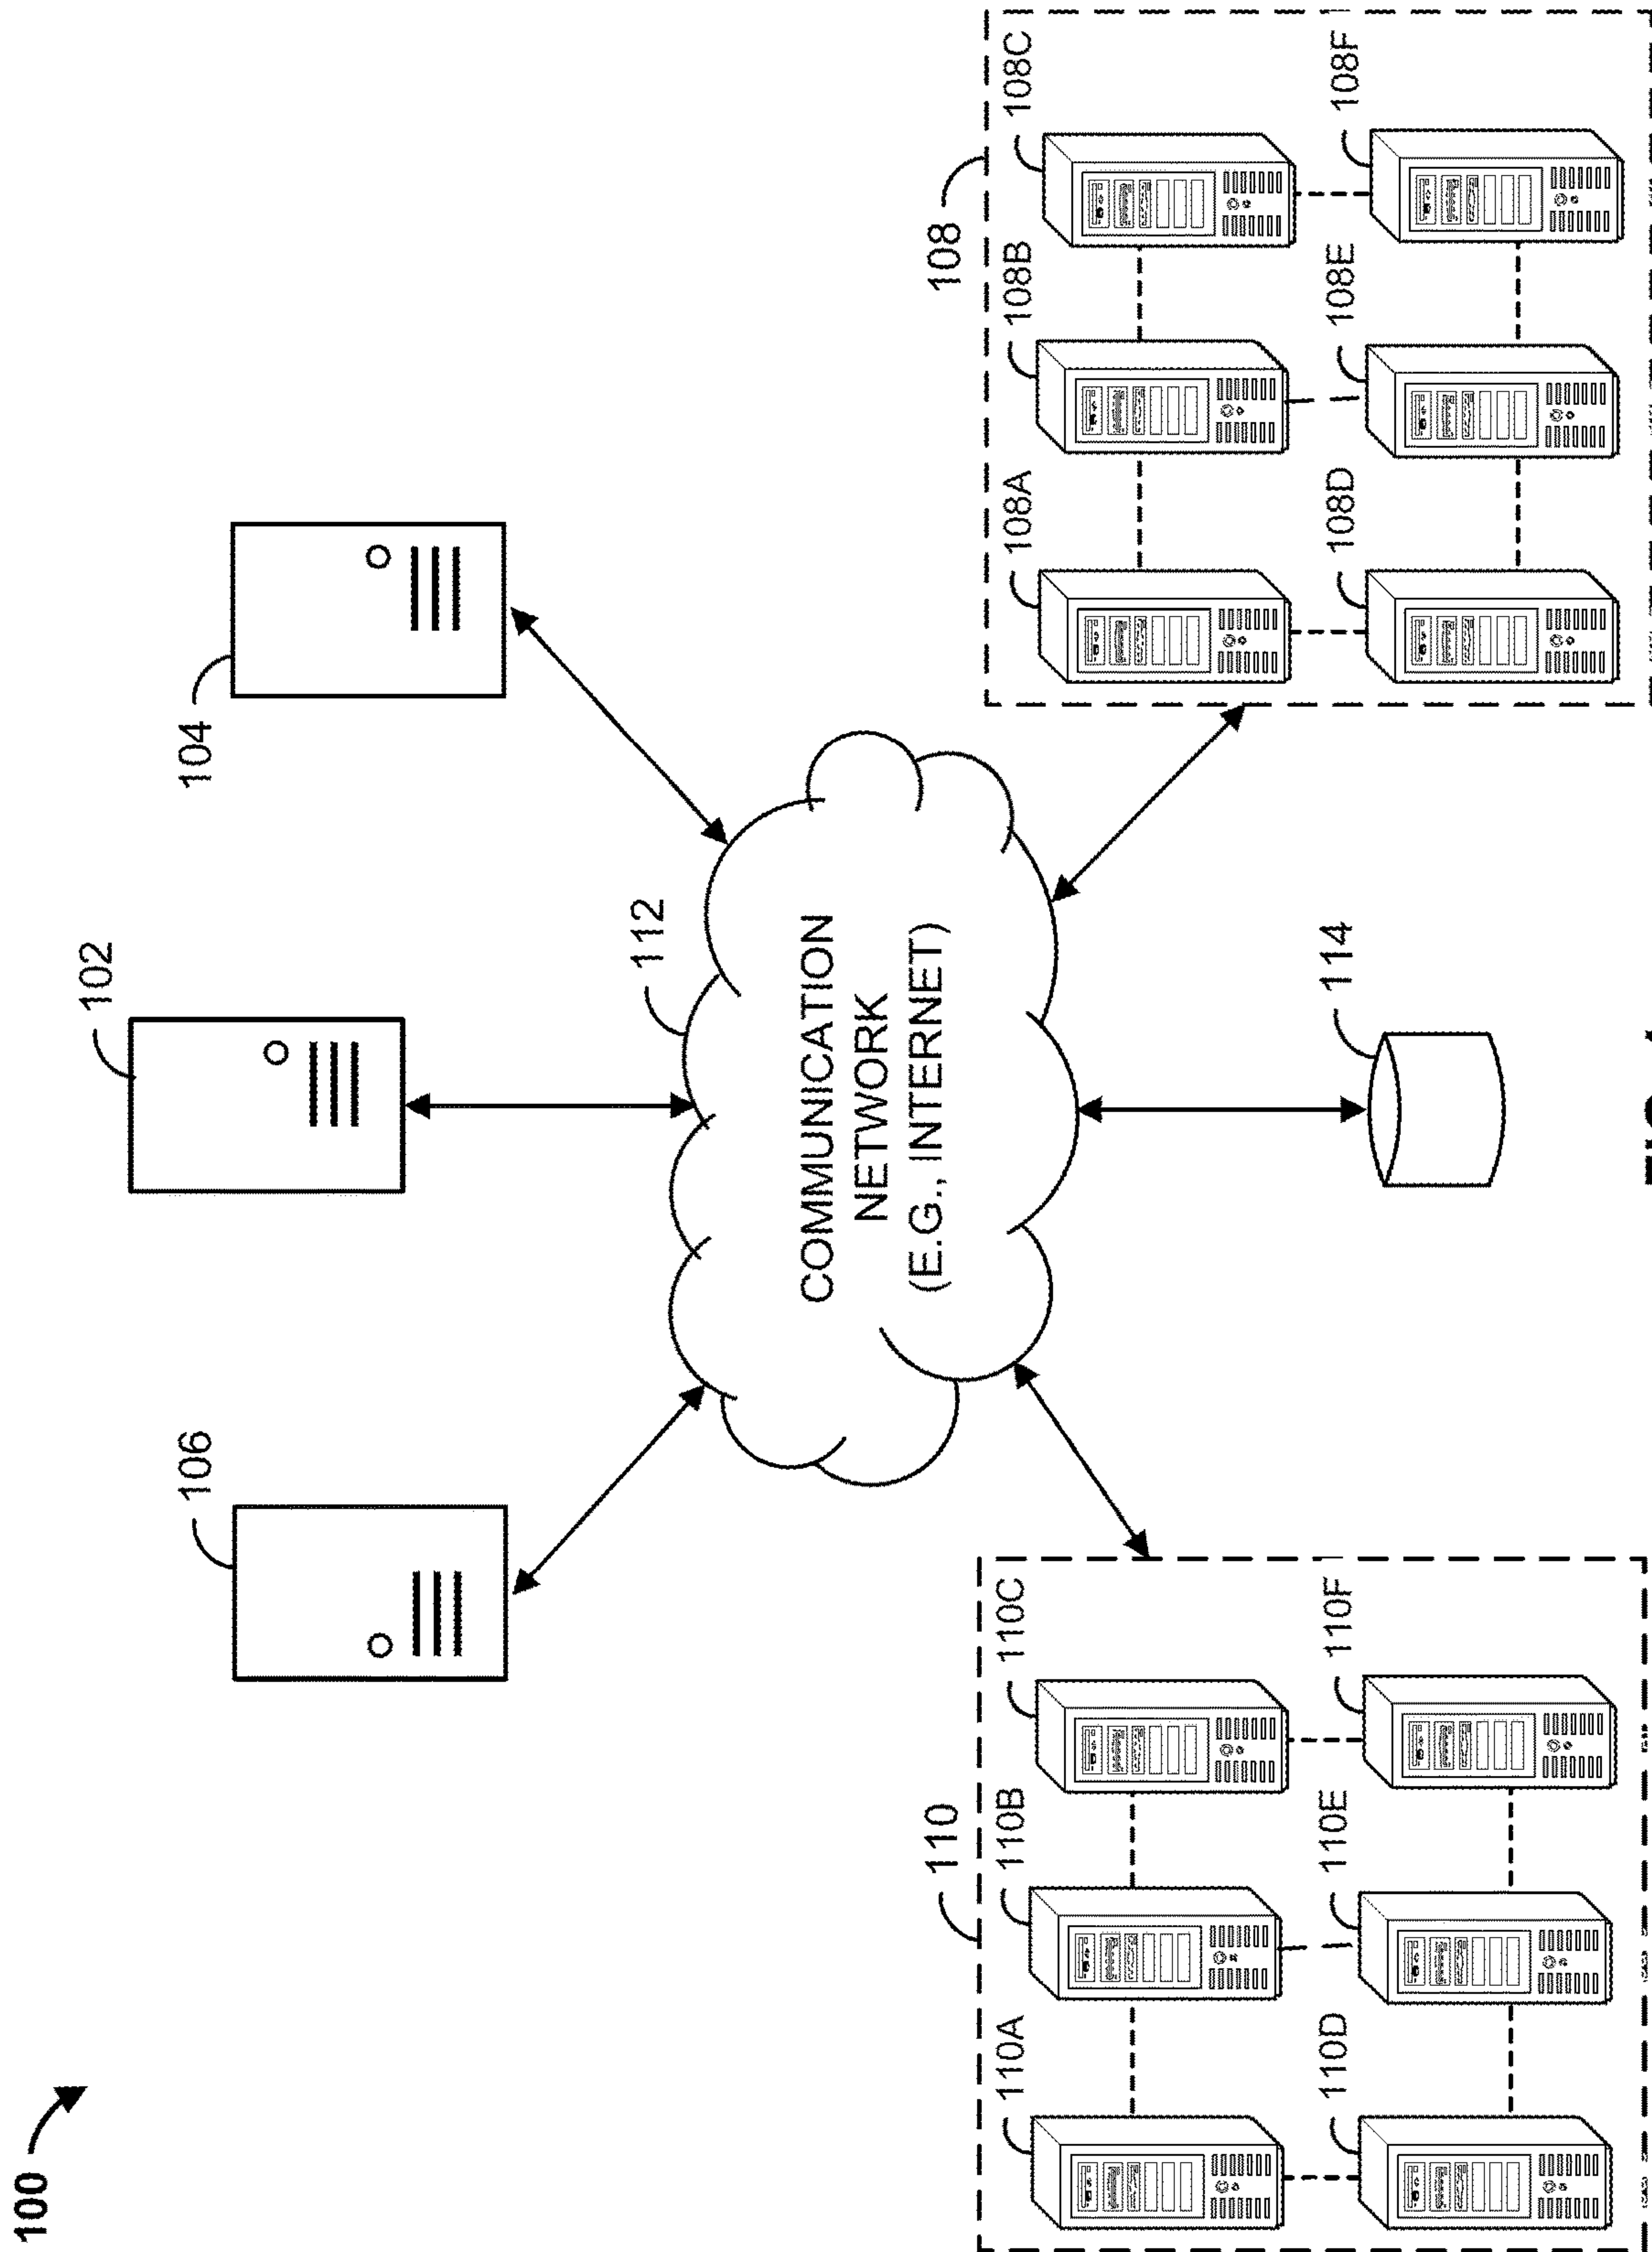 100
106
102
104
112
COMMUNICATION
NETWORK
(E.G., INTERNET)
110
110A
110B
110C
110D
110E
110F
114
108
108A
108B
108C
108D
108E
108F